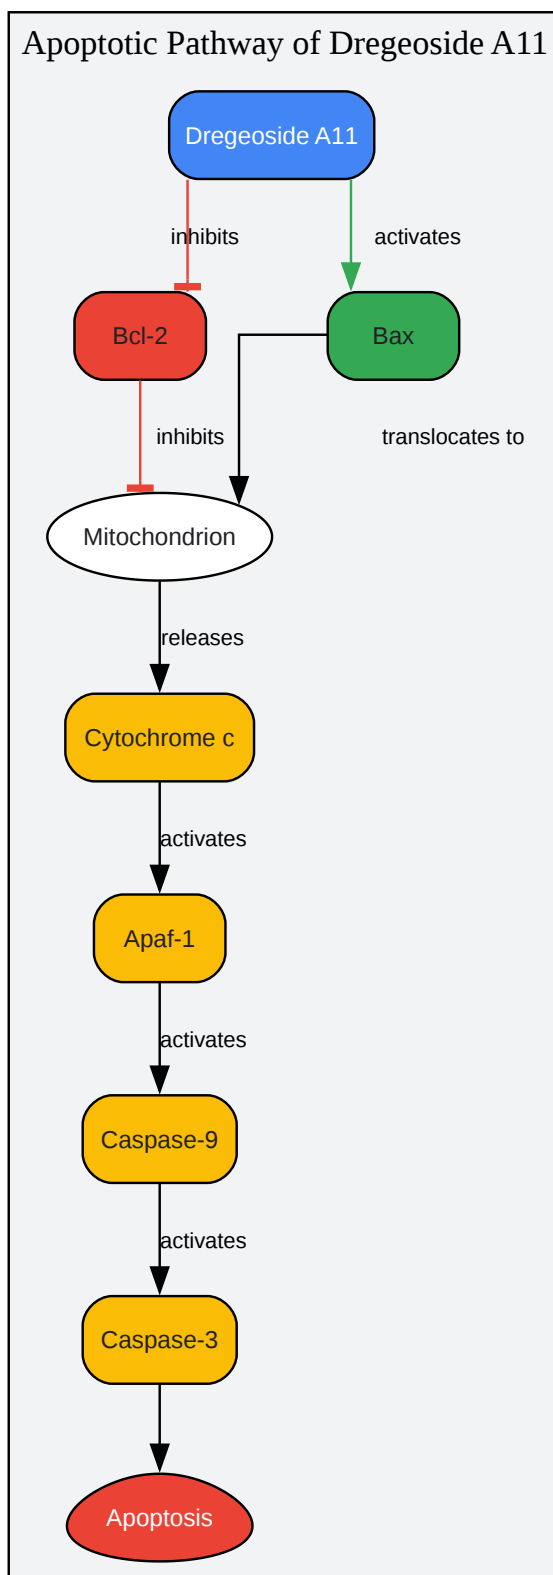 Apoptotic Pathway of Dregeoside A11
Dregeoside A11
inhibits
activates
Bcl-2
Bax
inhibits
translocates to
Mitochondrion
releases
Cytochrome c
activates
Apaf-1
activates
Caspase-9
activates
Caspase-3
Apoptosis